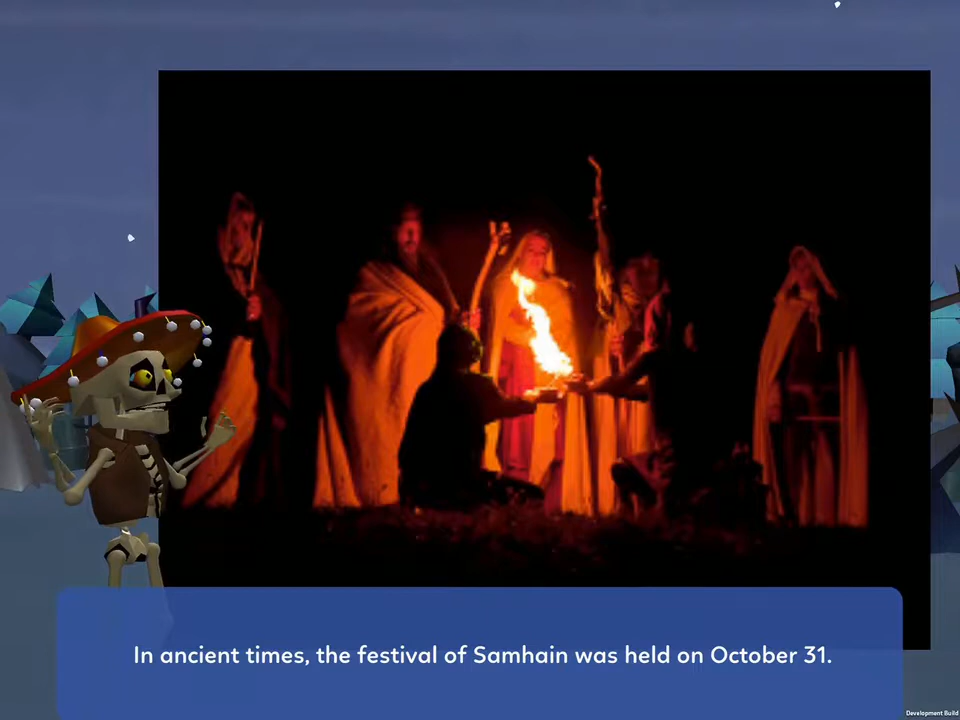 In ancient times, the festival of Samhain was held on October 31.
Development Build